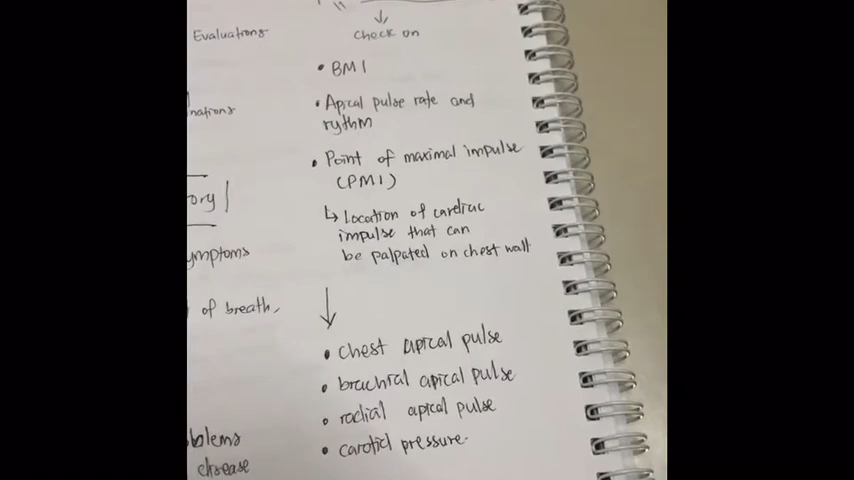 Evaluations
nations
ory
ymptoms
of breath,
blems
disease
check on
• BMI
• Apical pulse rate and
rythm
• Point of maximal impulse
(PMI)
↳ Location of cardiac
impulse that can
be palpated on chest wall
↓
• chest apical pulse
• brachial apical pulse
• radial apical pulse
• carotid pressure